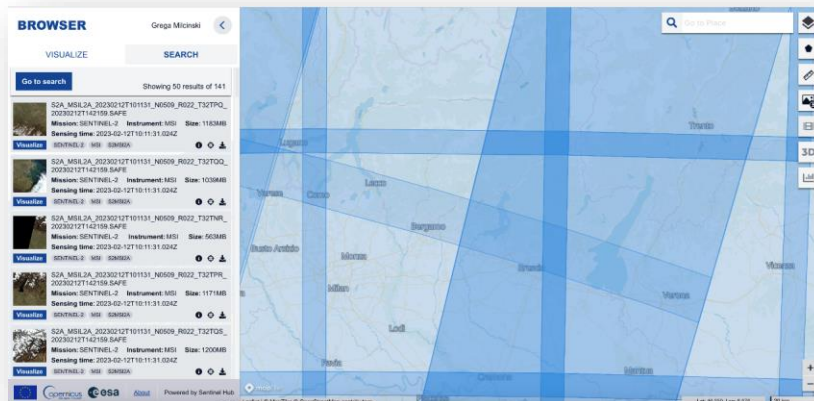 BROWSER
Grega Milcinski
VISUALIZE
SEARCH
Go to search
Showing 50 results of 141
S2A_MSIL2A_20230212T101131_N0509_R022_T32TPQ_
20230212T142159.SAFE
Mission: SENTINEL-2 Instrument: MSI Size: 1183MB
Sensing time: 2023-02-12T10:11:31.024Z
Visualize SENTINEL-2 MSI S2MSI2A
S2A_MSIL2A_20230212T101131_N0509_R022_T32TQQ_
20230212T142159.SAFE
Mission: SENTINEL-2 Instrument: MSI Size: 1039MB
Sensing time: 2023-02-12T10:11:31.024Z
Visualize SENTINEL-2 MSI S2MSI2A
S2A_MSIL2A_20230212T101131_N0509_R022_T32TNR_
20230212T142159.SAFE
Mission: SENTINEL-2 Instrument: MSI Size: 563MB
Sensing time: 2023-02-12T10:11:31.024Z
Visualize SENTINEL-2 MSI S2MSI2A
S2A_MSIL2A_20230212T101131_N0509_R022_T32TPR_
20230212T142159.SAFE
Mission: SENTINEL-2 Instrument: MSI Size: 1171MB
Sensing time: 2023-02-12T10:11:31.024Z
Visualize SENTINEL-2 MSI S2MSI2A
S2A_MSIL2A_20230212T101131_N0509_R022_T32TQS_
20230212T142159.SAFE
Mission: SENTINEL-2 Instrument: MSI Size: 1200MB
Sensing time: 2023-02-12T10:11:31.024Z
Visualize SENTINEL-2 MSI S2MSI2A
opernicus esa About Powered by Sentinel Hub
Go to Place
3D
Lugano
Trento
Varese
Como
Lecco
Bergamo
Busto Arsizio
Monza
Milan
Brescia
Vicenza
Verona
Lodi
Pavia
Cremona
Mantua